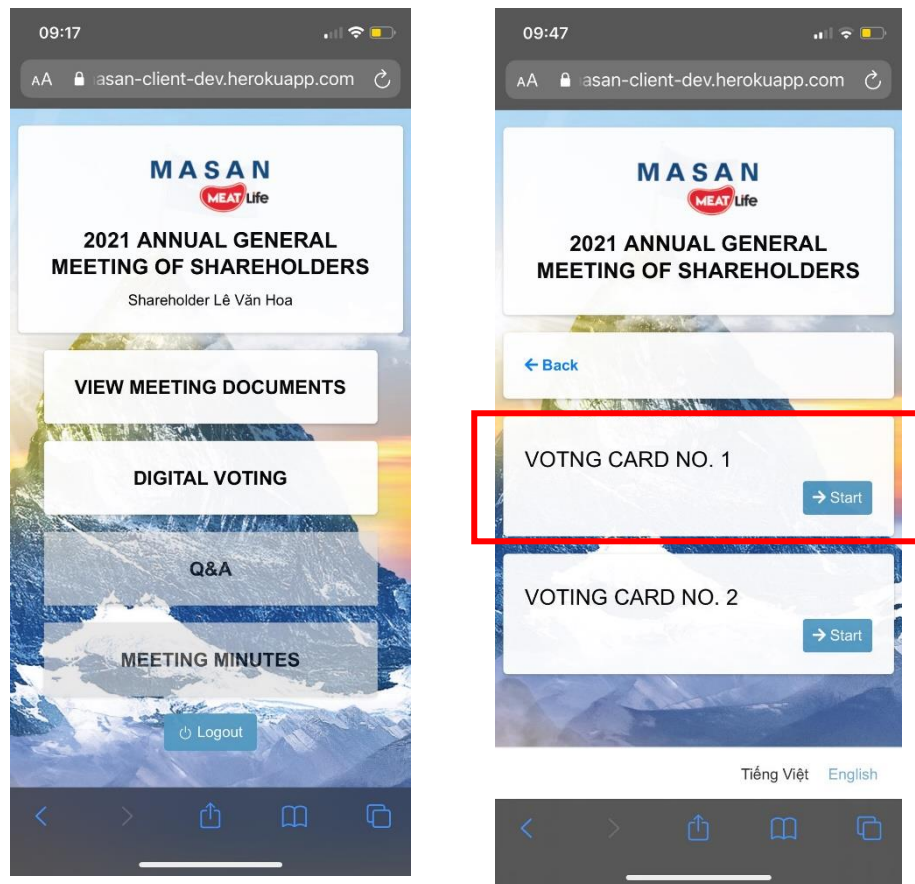 09:17
AA asan-client-dev.herokuapp.com
MASAN
MEAT Life
2021 ANNUAL GENERAL
MEETING OF SHAREHOLDERS
Shareholder Lê Văn Hoa
VIEW MEETING DOCUMENTS
DIGITAL VOTING
Q&A
MEETING MINUTES
Logout
09:47
AA asan-client-dev.herokuapp.com
MASAN
MEAT Life
2021 ANNUAL GENERAL
MEETING OF SHAREHOLDERS
Back
VOTNG CARD NO. 1
Start
VOTING CARD NO. 2
Start
Tiếng Việt English